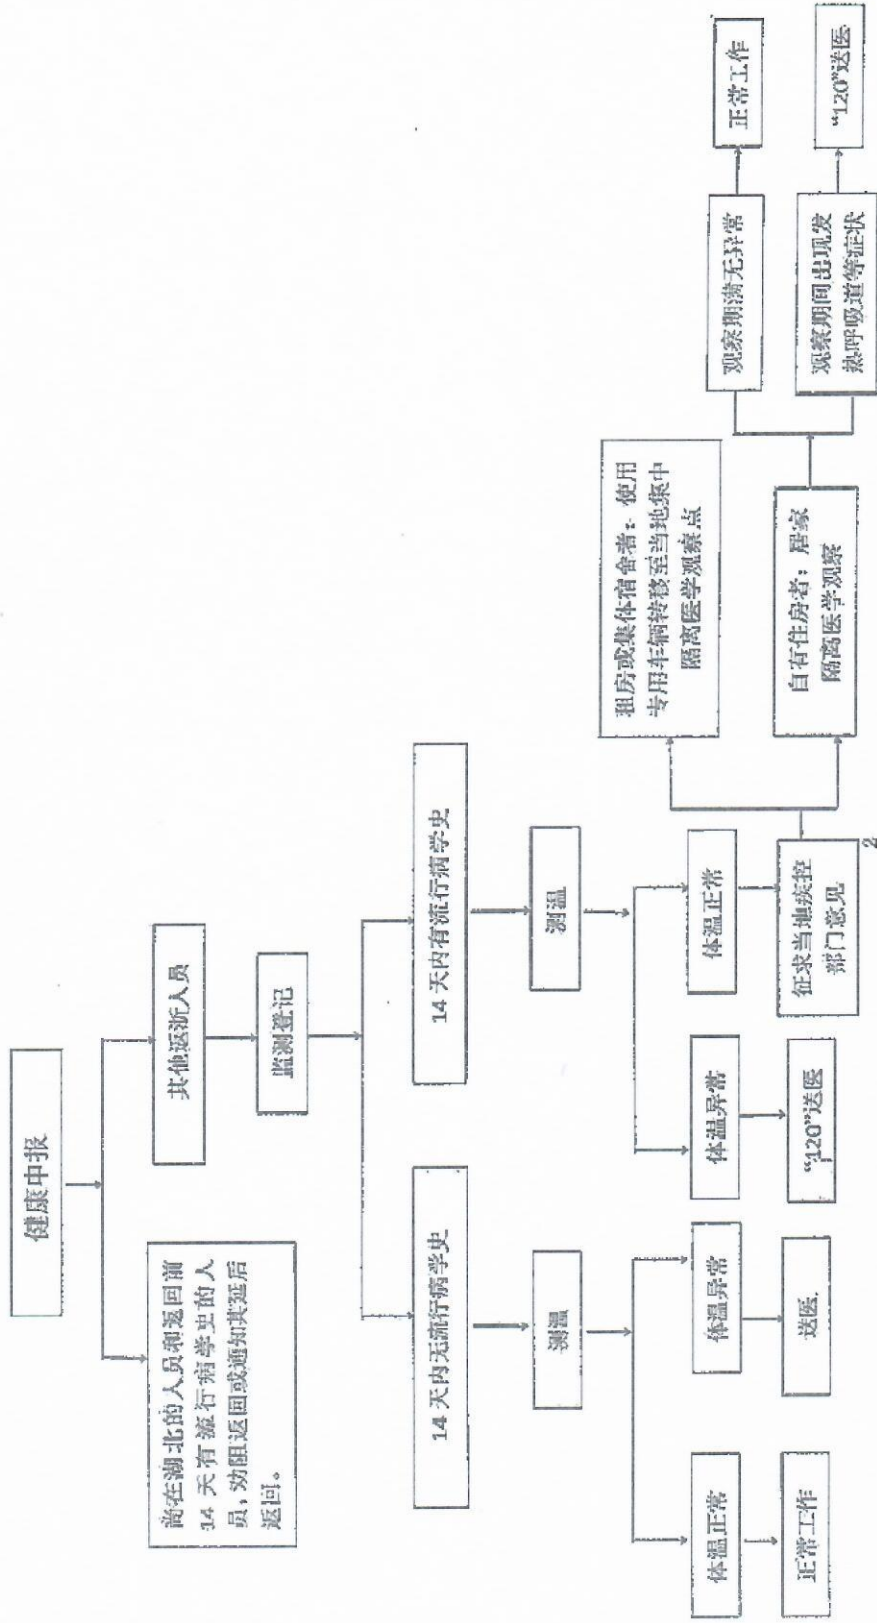 健康申报
尚在湖北的人员和返回前
14 天有流行病学史的人
员，劝阻返回或通知其延后
返回。
其他返浙人员
监测登记
14 天内无流行病学史
14 天内有流行病学史
测温
测温
体温正常
体温异常
体温异常
体温正常
正常工作
送医
“120”送医
征求当地疾控
部门意见
租房或集体宿舍者：使用
专用车辆转移至当地集中
隔离医学观察点
自有住房者：居家
隔离医学观察
观察期满无异常
观察期间出现发
热呼吸道等症状
正常工作
“120”送医
2